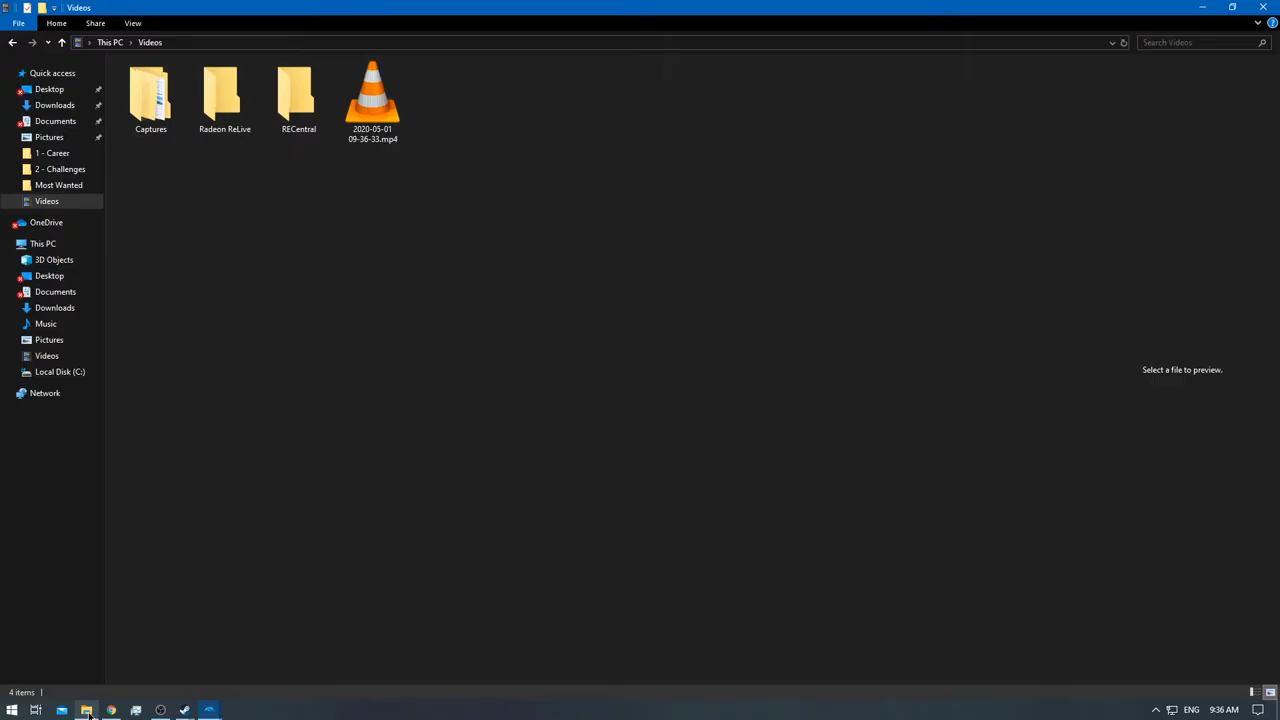 Videos
File Home Share View
This PC Videos
Search Videos
Quick access
Desktop
Downloads
Documents
Pictures
1 - Career
2 - Challenges
Most Wanted
Videos
OneDrive
This PC
3D Objects
Desktop
Documents
Downloads
Music
Pictures
Videos
Local Disk (C:)
Network
Captures
Radeon ReLive
RECentral
2020-05-01
09-36-33.mp4
Select a file to preview.
4 items
ENG 9:36 AM